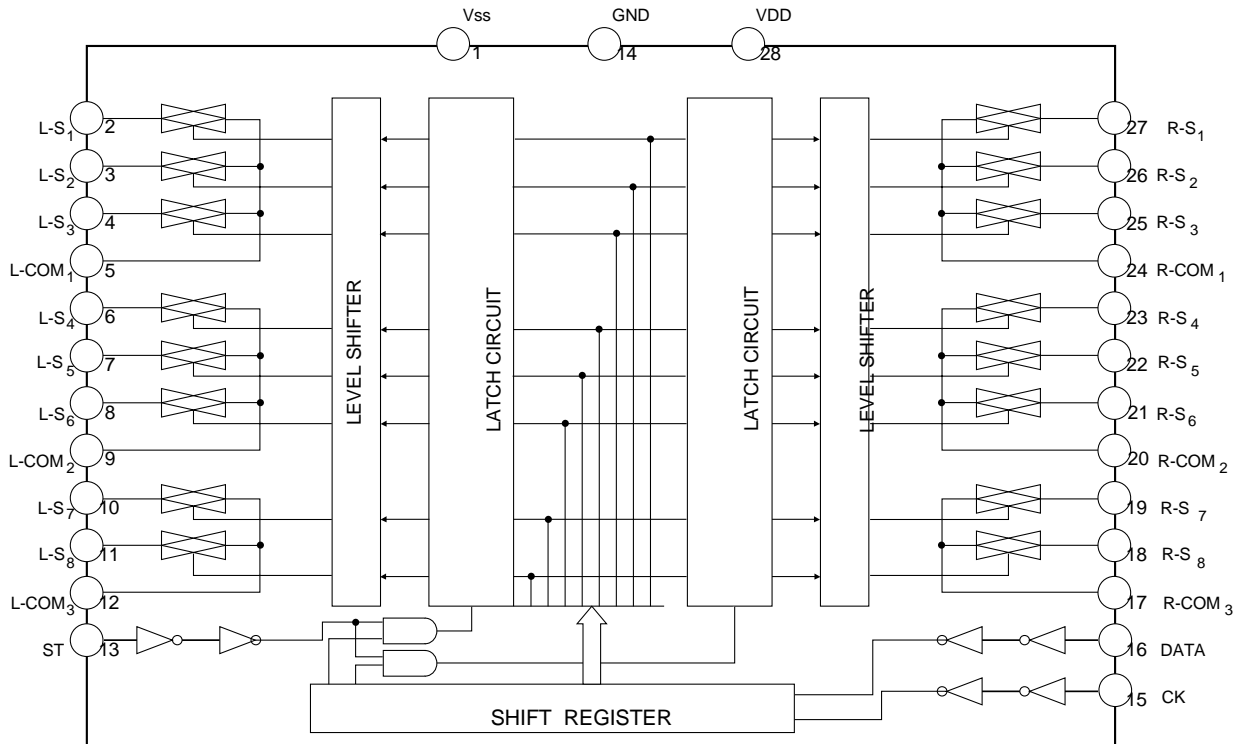 Vss GND VDD
1 14 28
L-S1 2 27 R-S1
L-S2 3 26 R-S2
L-S3 4 25 R-S3
L-COM1 5 24 R-COM1
L-S4 6 23 R-S4
L-S5 7 22 R-S5
L-S6 8 21 R-S6
L-COM2 9 20 R-COM2
L-S7 10 19 R-S7
L-S8 11 18 R-S8
L-COM3 12 17 R-COM3
ST 13 16 DATA
15 CK
LEVEL SHIFTER
LATCH CIRCUIT
LATCH CIRCUIT
LEVEL SHIFTER
SHIFT REGISTER